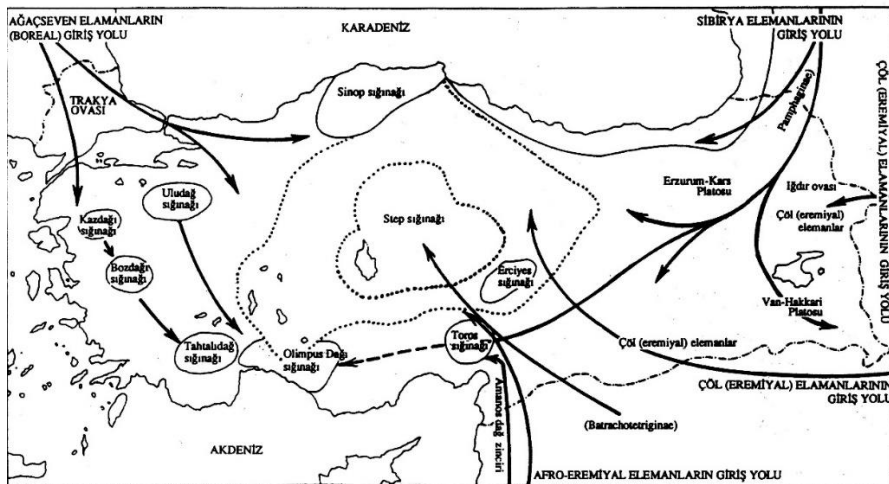 AĞAÇSEVEN ELAMANLARIN
(BOREAL) GİRİŞ YOLU
KARADENİZ
SİBİRYA ELEMANLARININ
GİRİŞ YOLU
ÇÖL (EREMİYAL) ELEMANLARININ GİRİŞ YOLU
Pamphaginae)
TRAKYA
OVASI
Sinop sığınağı
Uludağ
sığınağı
Kazdağı
sığınağı
Bozdağı
sığınağı
Step sığınağı
Erciyes
sığınağı
Erzurum-Kars
Platosu
Iğdır ovası
Çöl (eremiyal)
elemanlar
Van-Hakkari
Platosu
Tahtalıdağ
sığınağı
Olimpus Dağı
sığınağı
Toros
sığınağı
Çöl (eremiyal) elemanlar
ÇÖL (EREMİYAL) ELAMANLARININ
GİRİŞ YOLU
Amanos dağ zinciri
(Batrachotetriginae)
AKDENİZ
AFRO-EREMİYAL ELEMANLARIN GİRİŞ YOLU